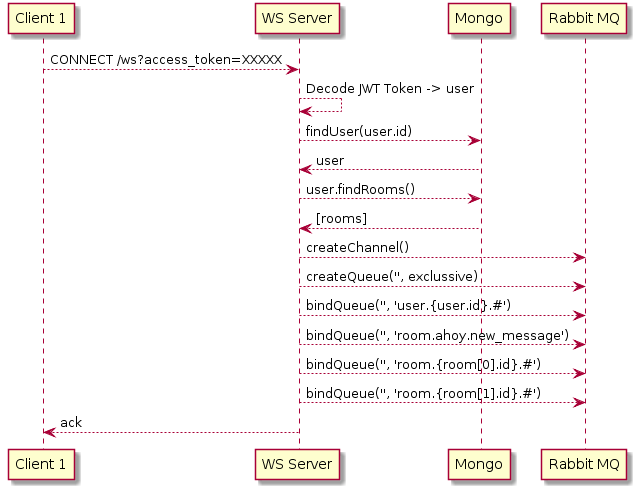 Client 1 WS Server Mongo Rabbit MQ
CONNECT /ws?access_token=XXXXX
Decode JWT Token -> user
findUser(user.id)
user
user.findRooms()
[rooms]
createChannel()
createQueue('', exclussive)
bindQueue('', 'user.{user.id}.#')
bindQueue('', 'room.ahoy.new_message')
bindQueue('', 'room.{room[0].id}.#')
bindQueue('', 'room.{room[1].id}.#')
ack
Client 1 WS Server Mongo Rabbit MQ